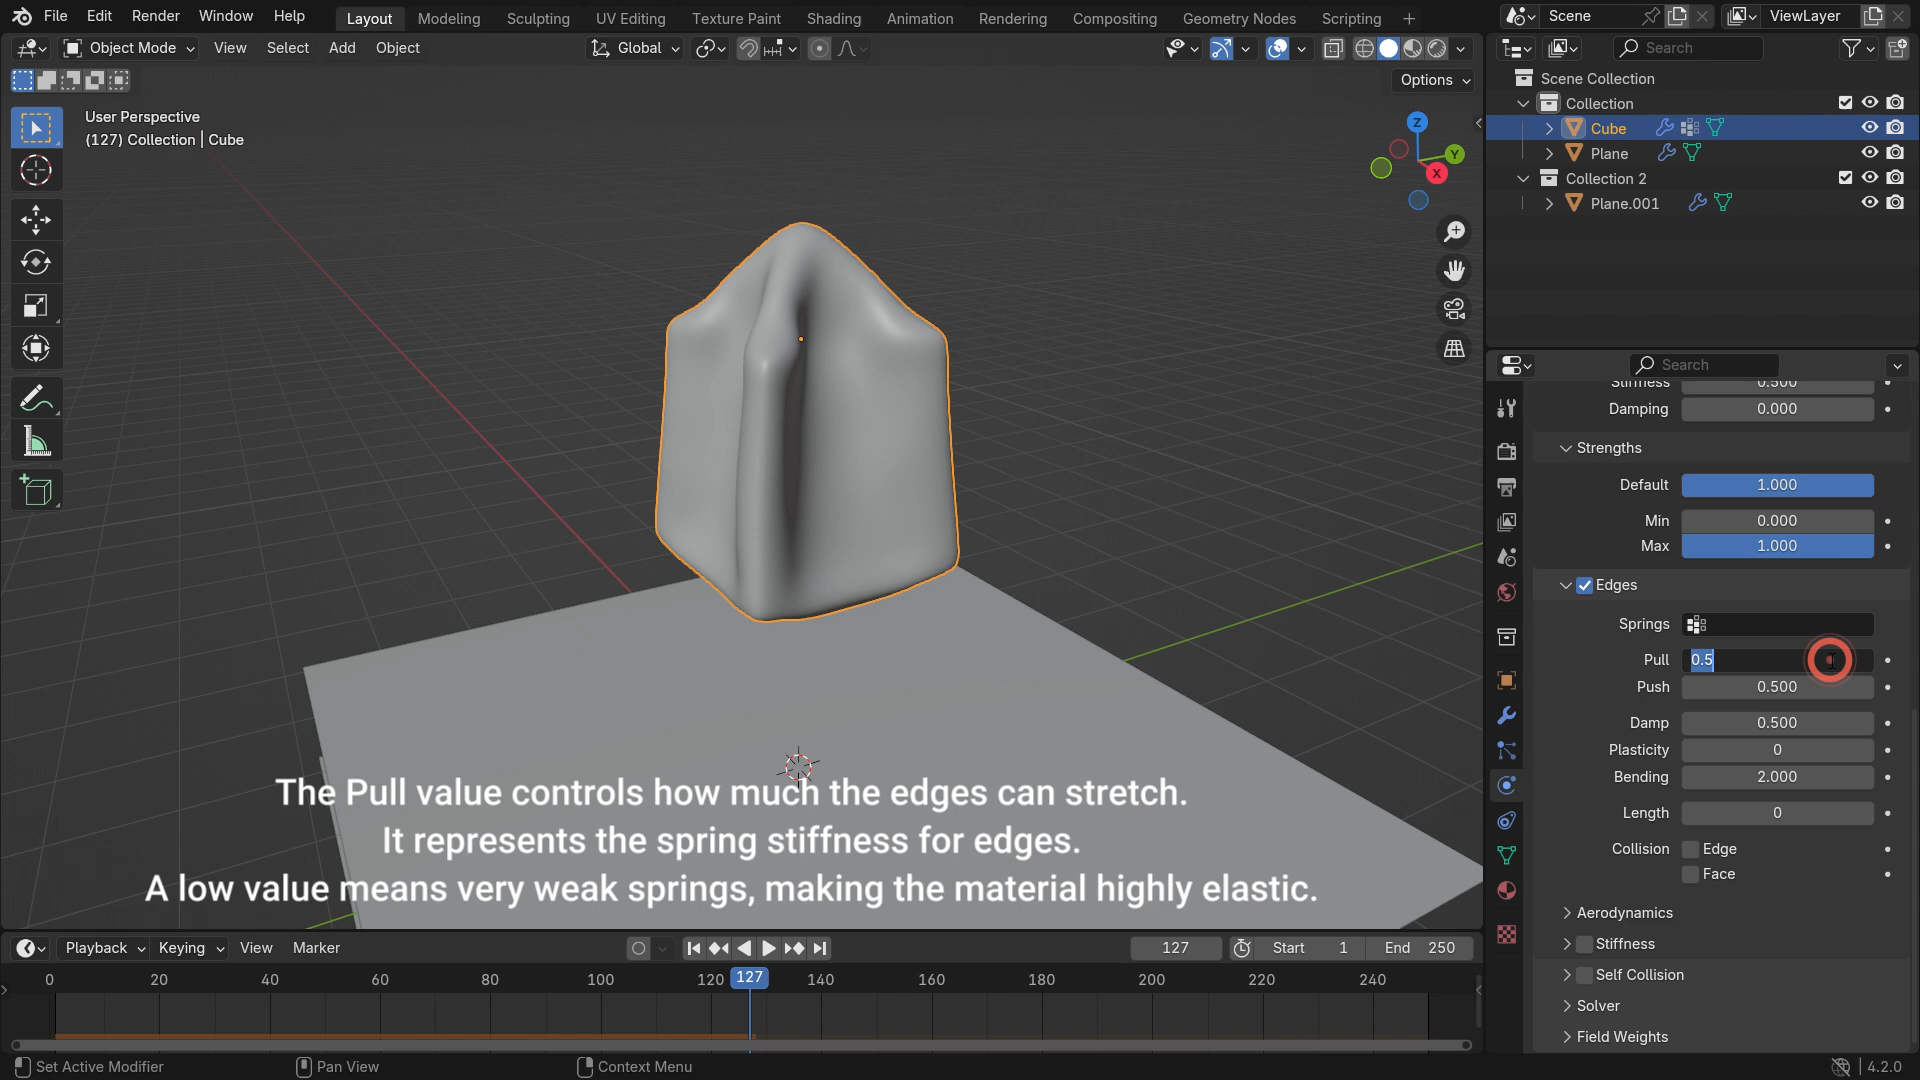 File Edit Render Window Help Layout Modeling Sculpting UV Editing Texture Paint Shading Animation Rendering Compositing Geometry Nodes Scripting + Scene ViewLayer
Object Mode View Select Add Object Global Search
Options
User Perspective
(127) Collection | Cube
Z
Y
X
Scene Collection
Collection
Cube
Plane
Collection 2
Plane.001
Search
Stiffness 0.500
Damping 0.000
Strengths
Default 1.000
Min 0.000
Max 1.000
Edges
Springs
Pull 0.5
Push 0.500
Damp 0.500
Plasticity 0
Bending 2.000
Length 0
Collision Edge
Face
Aerodynamics
Stiffness
Self Collision
Solver
Field Weights
The Pull value controls how much the edges can stretch.
It represents the spring stiffness for edges.
A low value means very weak springs, making the material highly elastic.
Playback Keying View Marker 127 Start 1 End 250
0 20 40 60 80 100 120 127 140 160 180 200 220 240
Set Active Modifier Pan View Context Menu 4.2.0